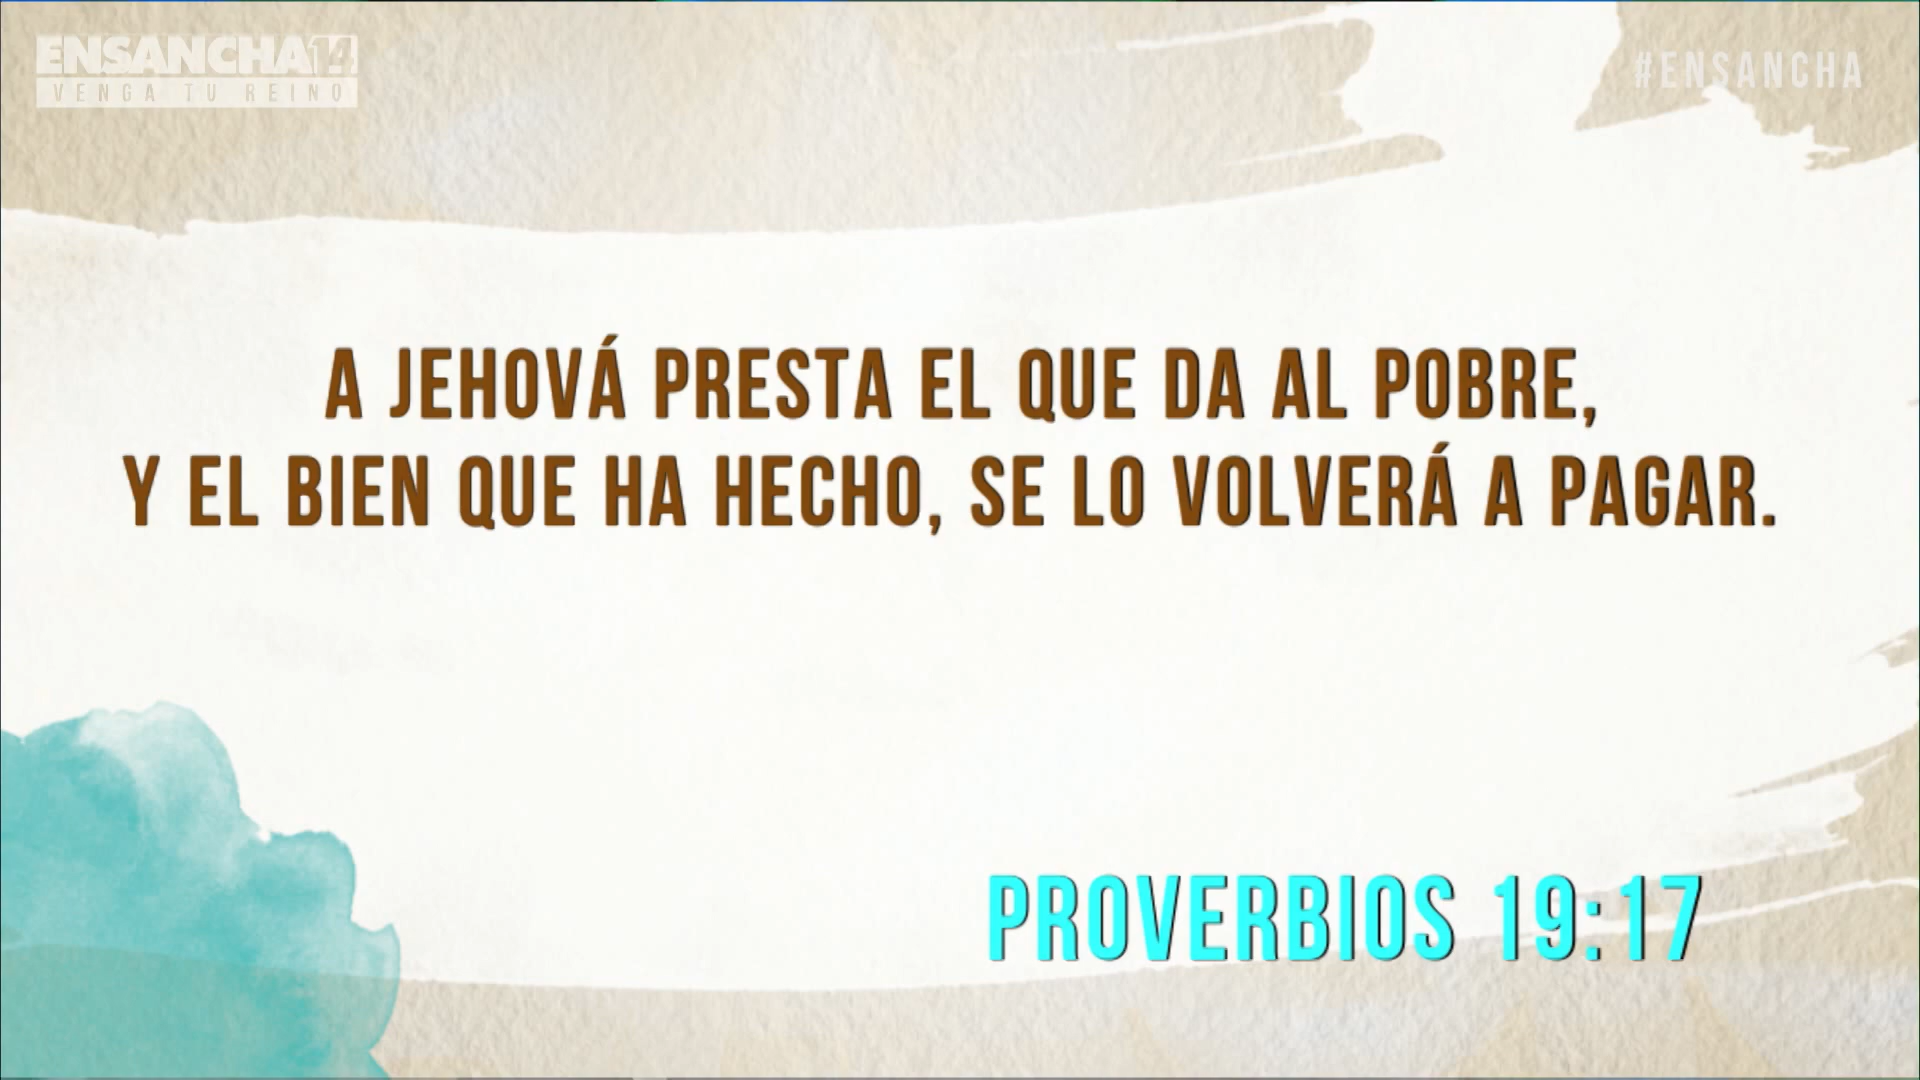 ENSANCHA14
VENGA TU REINO
#ENSANCHA
A JEHOVÁ PRESTA EL QUE DA AL POBRE,
Y EL BIEN QUE HA HECHO, SE LO VOLVERÁ A PAGAR.
PROVERBIOS 19:17